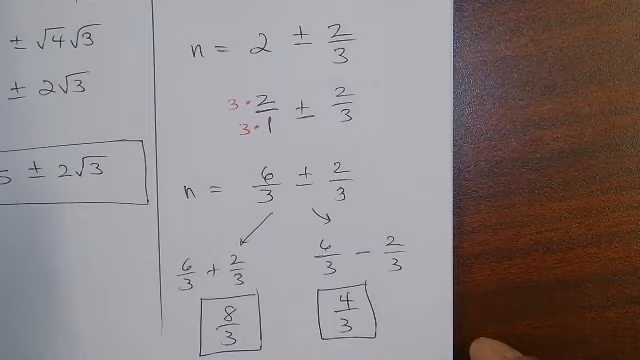 ± √4 √3
± 2√3
5 ± 2√3
n = 2 ± 2/3
3 · 2/3 · 1 ± 2/3
n = 6/3 ± 2/3
6/3 + 2/3
6/3 − 2/3
8/3
4/3